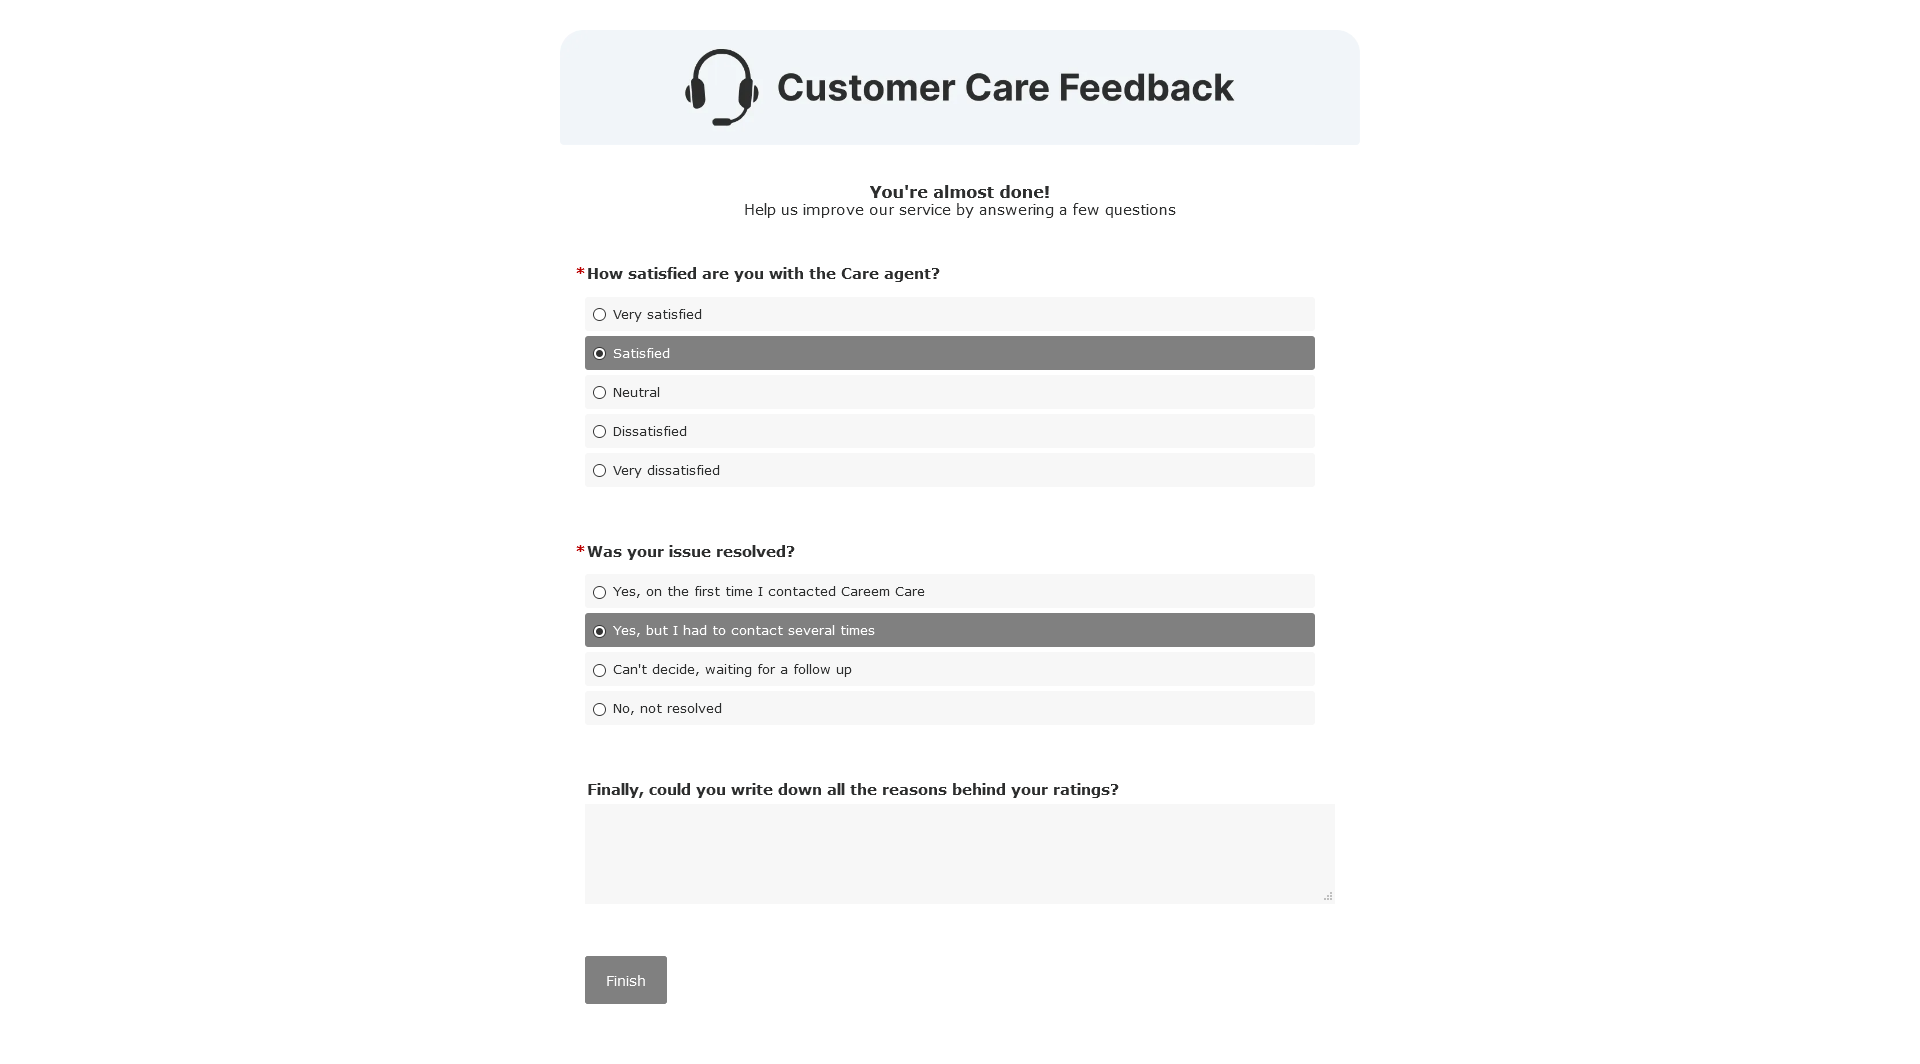 Customer Care Feedback
You're almost done!
Help us improve our service by answering a few questions
*How satisfied are you with the Care agent?
Very satisfied
Satisfied
Neutral
Dissatisfied
Very dissatisfied
*Was your issue resolved?
Yes, on the first time I contacted Careem Care
Yes, but I had to contact several times
Can't decide, waiting for a follow up
No, not resolved
Finally, could you write down all the reasons behind your ratings?
Finish